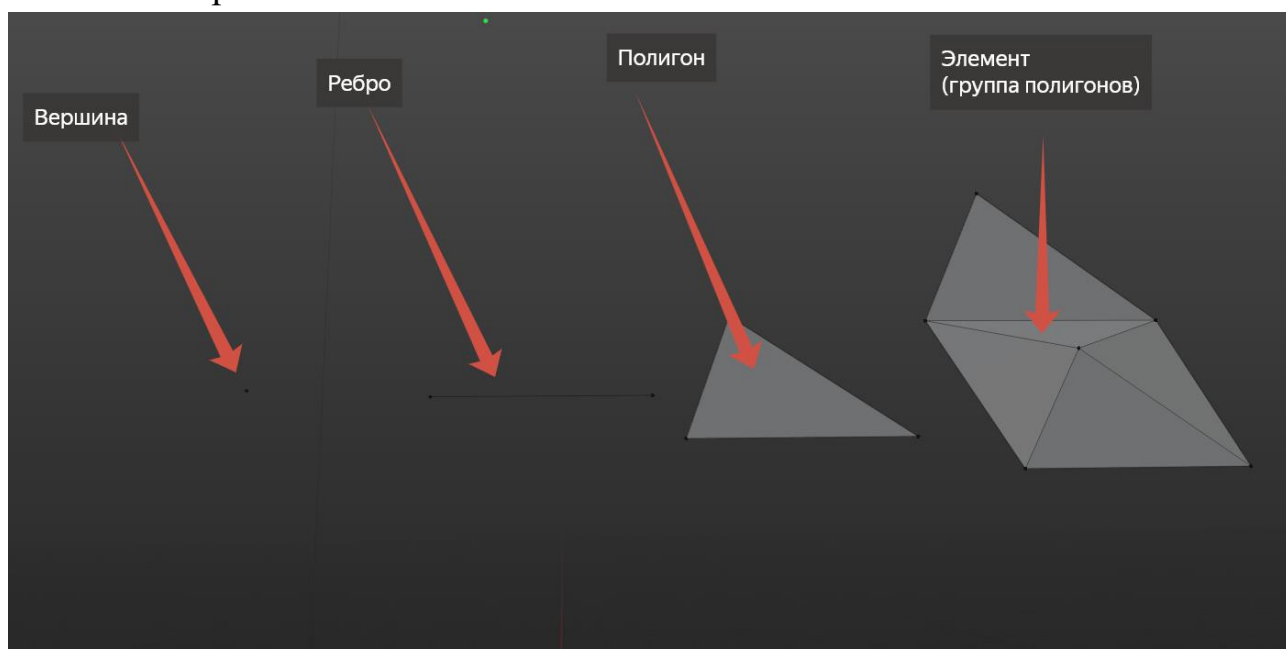 Вершина
Ребро
Полигон
Элемент
(группа полигонов)